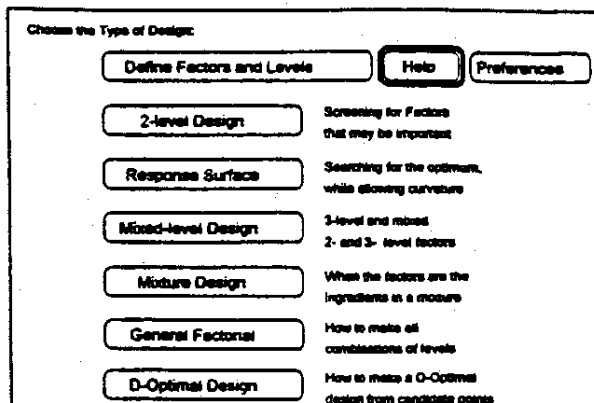 Choose the Type of Design:
Define Factors and Levels
Help
Preferences
2-level Design
Screening for Factors
that may be important
Response Surface
Searching for the optimum,
while allowing curvature
Mixed-level Design
3-level and mixed
2- and 3- level factors
Mixture Design
When the factors are the
ingredients in a mixture
General Factorial
How to make all
combinations of levels
D-Optimal Design
How to make a D-Optimal
design from candidate points